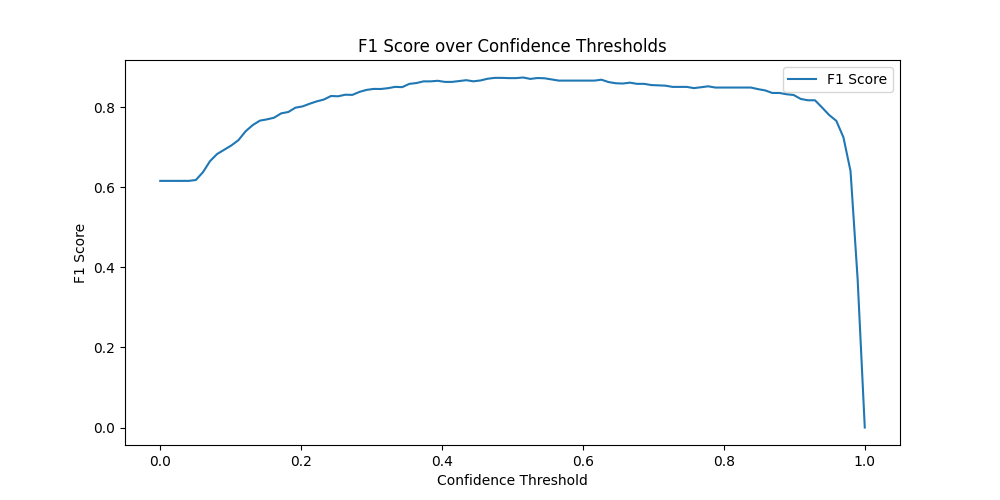 F1 Score over Confidence Thresholds
F1 Score
0.8
0.6
0.4
0.2
0.0
F1 Score
0.0 0.2 0.4 0.6 0.8 1.0
Confidence Threshold